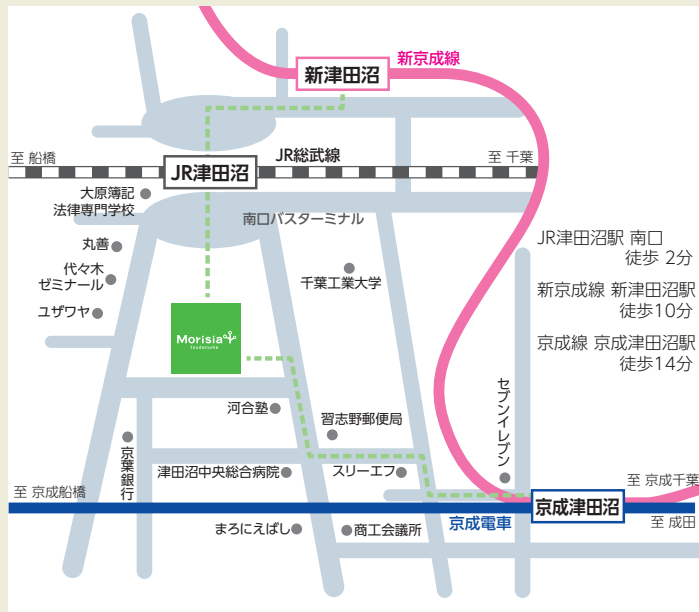 新津田沼
新京成線
至 船橋
JR津田沼
JR総武線
至 千葉
大原簿記
法律専門学校
南口バスターミナル
丸善
代々木
ゼミナール
ユザワヤ
千葉工業大学
JR津田沼駅 南口
徒歩 2分
新京成線 新津田沼駅
徒歩10分
京成線 京成津田沼駅
徒歩14分
Morisia
Tsudanuma
河合塾
習志野郵便局
セブンイレブン
京葉銀行
津田沼中央総合病院
スリーエフ
至 京成船橋
京成津田沼
至 京成千葉
至 成田
京成電車
まろにえばし
商工会議所